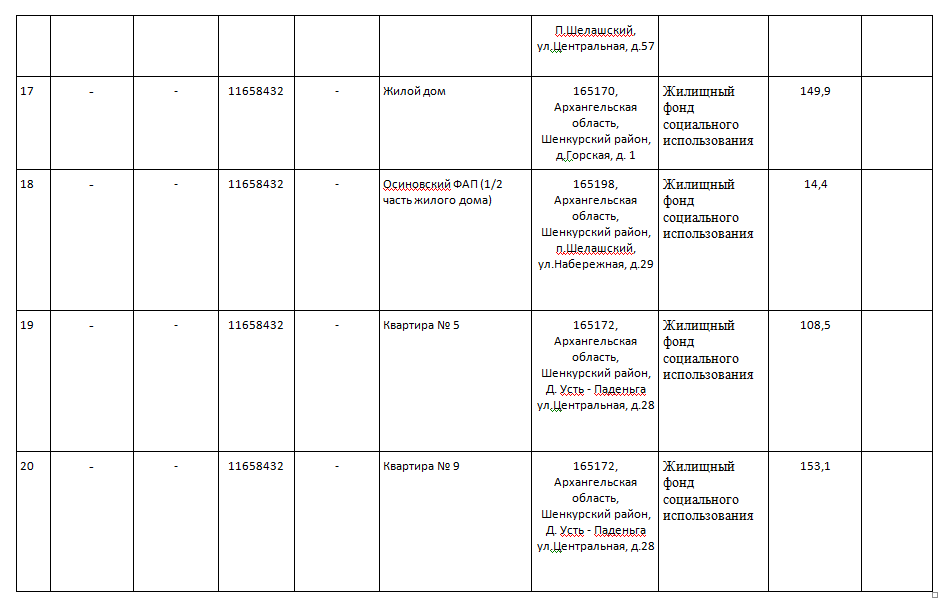 П.Шелашский,
ул.Центральная, д.57
17 - - 11658432 - Жилой дом 165170, Жилищный 149,9
Архангельская фонд
область, социального
Шенкурский район, использования
д.Горская, д. 1
18 - - 11658432 - Осиновский ФАП (1/2 165198, Жилищный 14,4
часть жилого дома) Архангельская фонд
область, социального
Шенкурский район, использования
п.Шелашский,
ул.Набережная, д.29
19 - - 11658432 - Квартира № 5 165172, Жилищный 108,5
Архангельская фонд
область, социального
Шенкурский район, использования
Д. Усть - Паденьга
ул.Центральная, д.28
20 - - 11658432 - Квартира № 9 165172, Жилищный 153,1
Архангельская фонд
область, социального
Шенкурский район, использования
Д. Усть - Паденьга
ул.Центральная, д.28